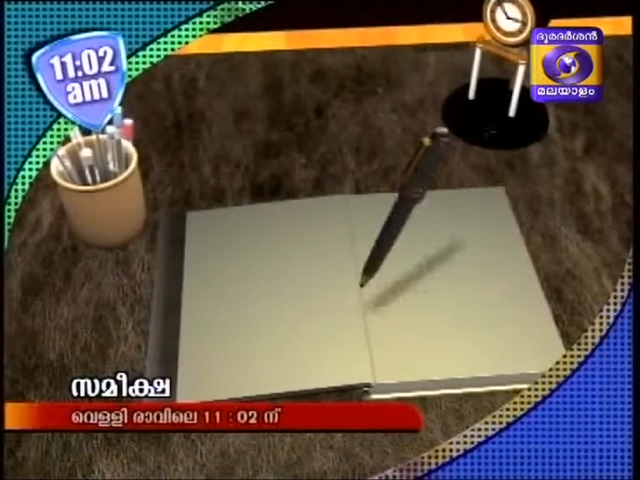 ദൂരദർശൻ
മലയാളം
11:02
am
സമീക്ഷ
വെള്ളി രാവിലെ 11 : 02 ന്